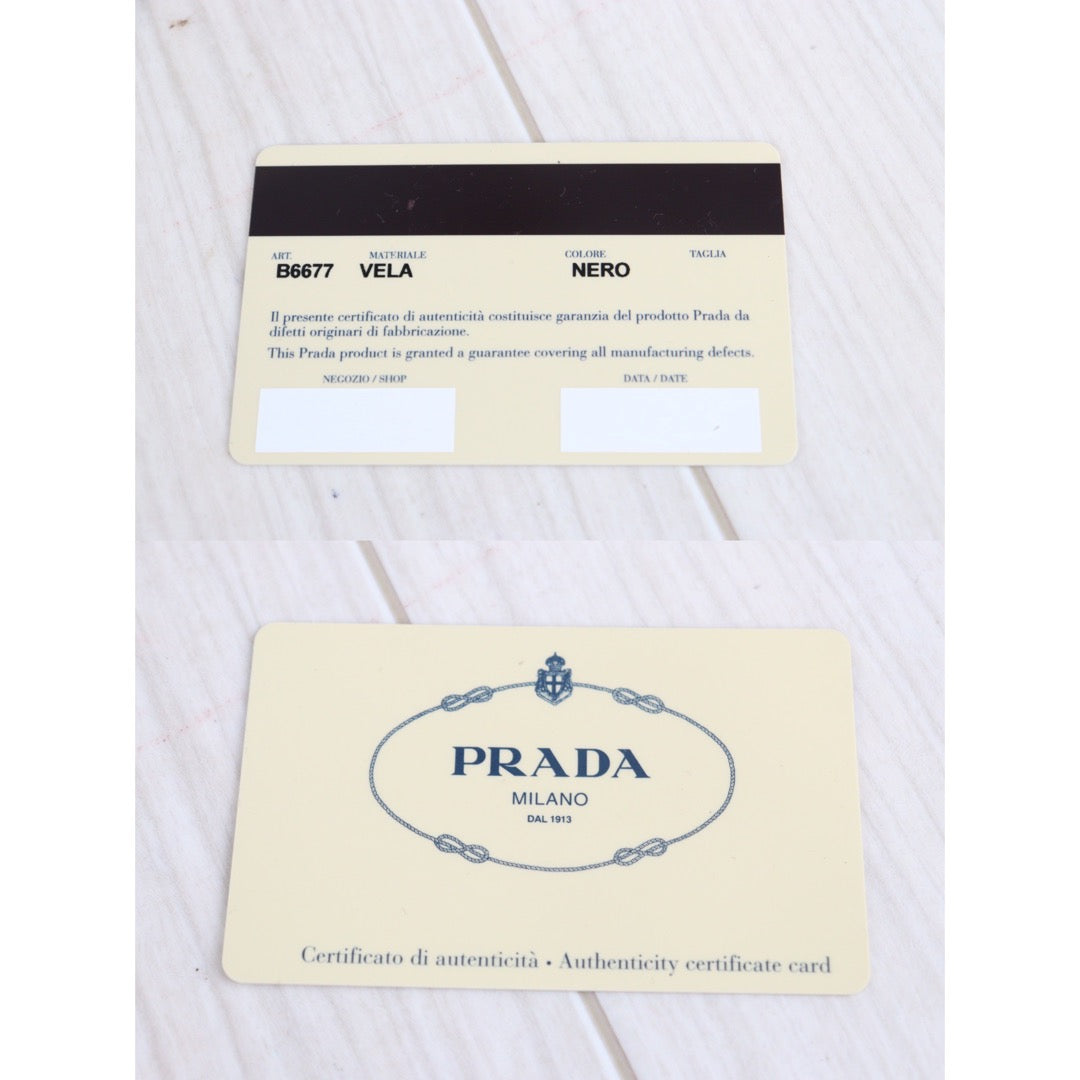 ART. MATERIALE COLORE TAGLIA
B6677 VELA NERO
Il presente certificato di autenticità costituisce garanzia del prodotto Prada da
difetti originari di fabbricazione.
This Prada product is granted a guarantee covering all manufacturing defects.
NEGOZIO / SHOP DATA / DATE
PRADA
MILANO
DAL 1913
Certificato di autenticità • Authenticity certificate card